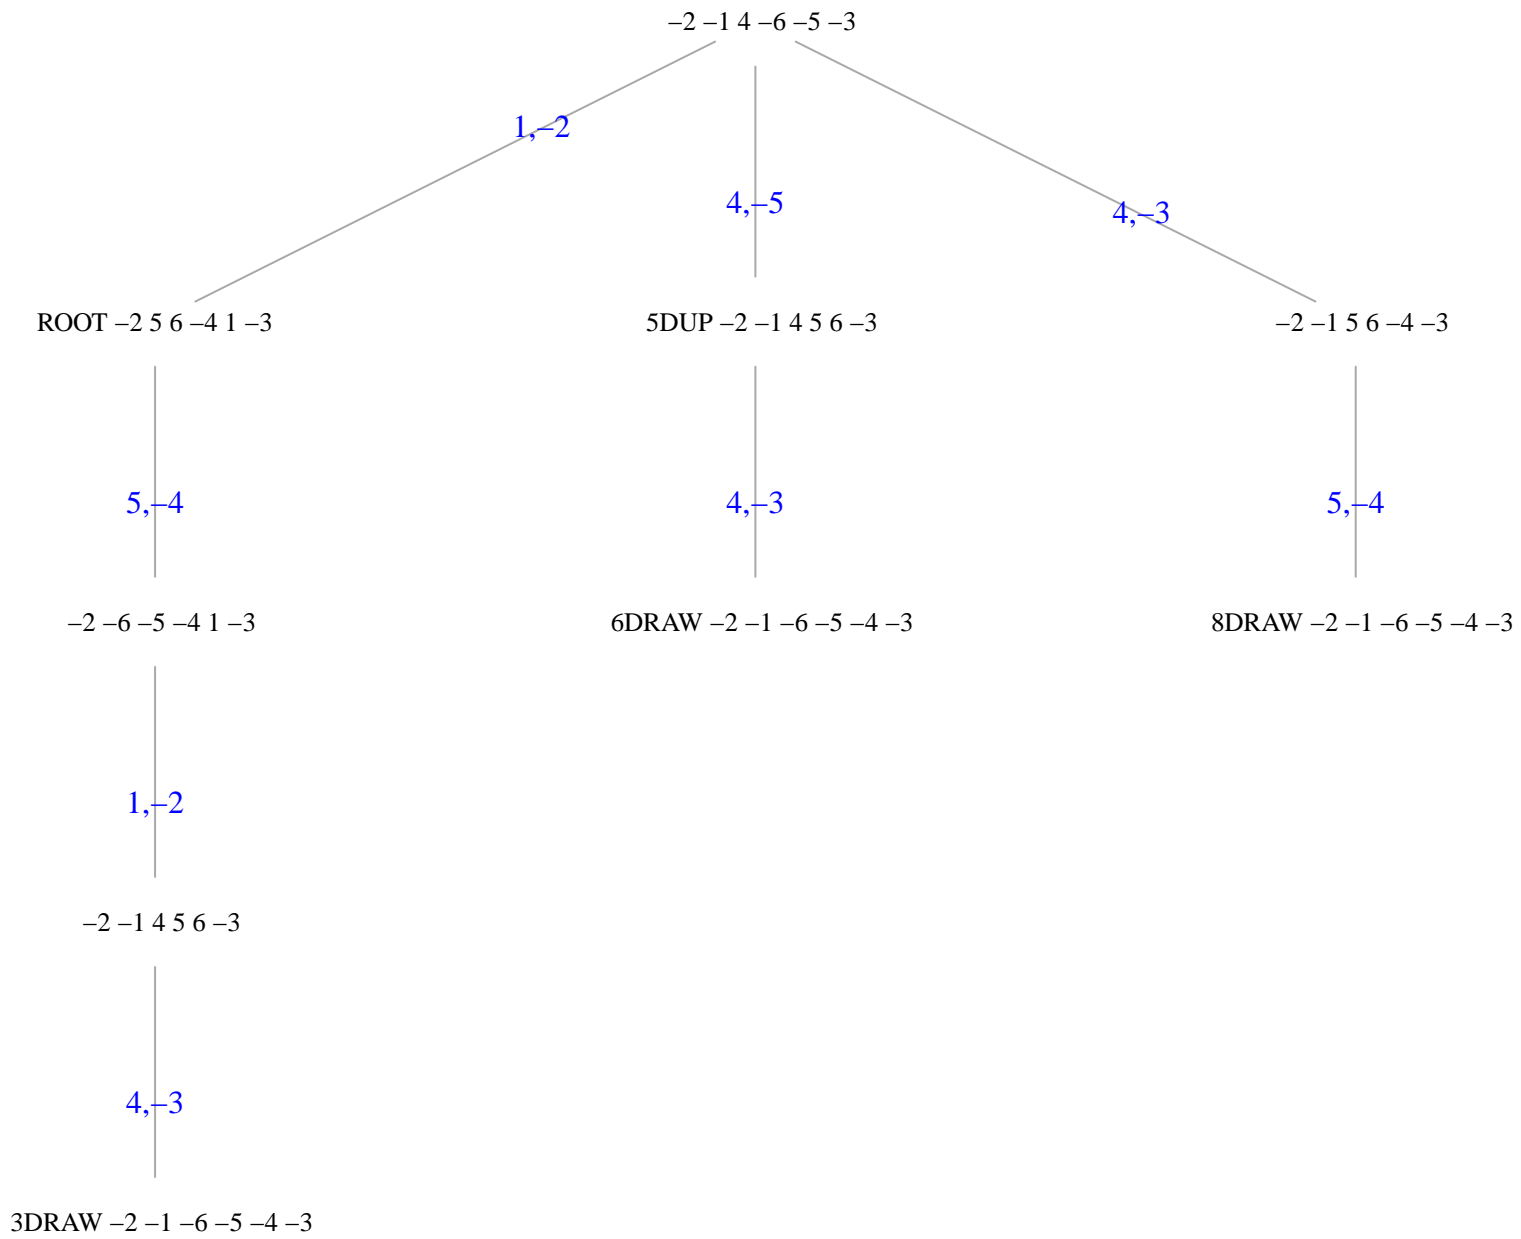 –2 –1 4 –6 –5 –3
1,–2
4,–5
4,–3
ROOT –2 5 6 –4 1 –3
5DUP –2 –1 4 5 6 –3
–2 –1 5 6 –4 –3
5,–4
4,–3
5,–4
–2 –6 –5 –4 1 –3
6DRAW –2 –1 –6 –5 –4 –3
8DRAW –2 –1 –6 –5 –4 –3
1,–2
–2 –1 4 5 6 –3
4,–3
3DRAW –2 –1 –6 –5 –4 –3